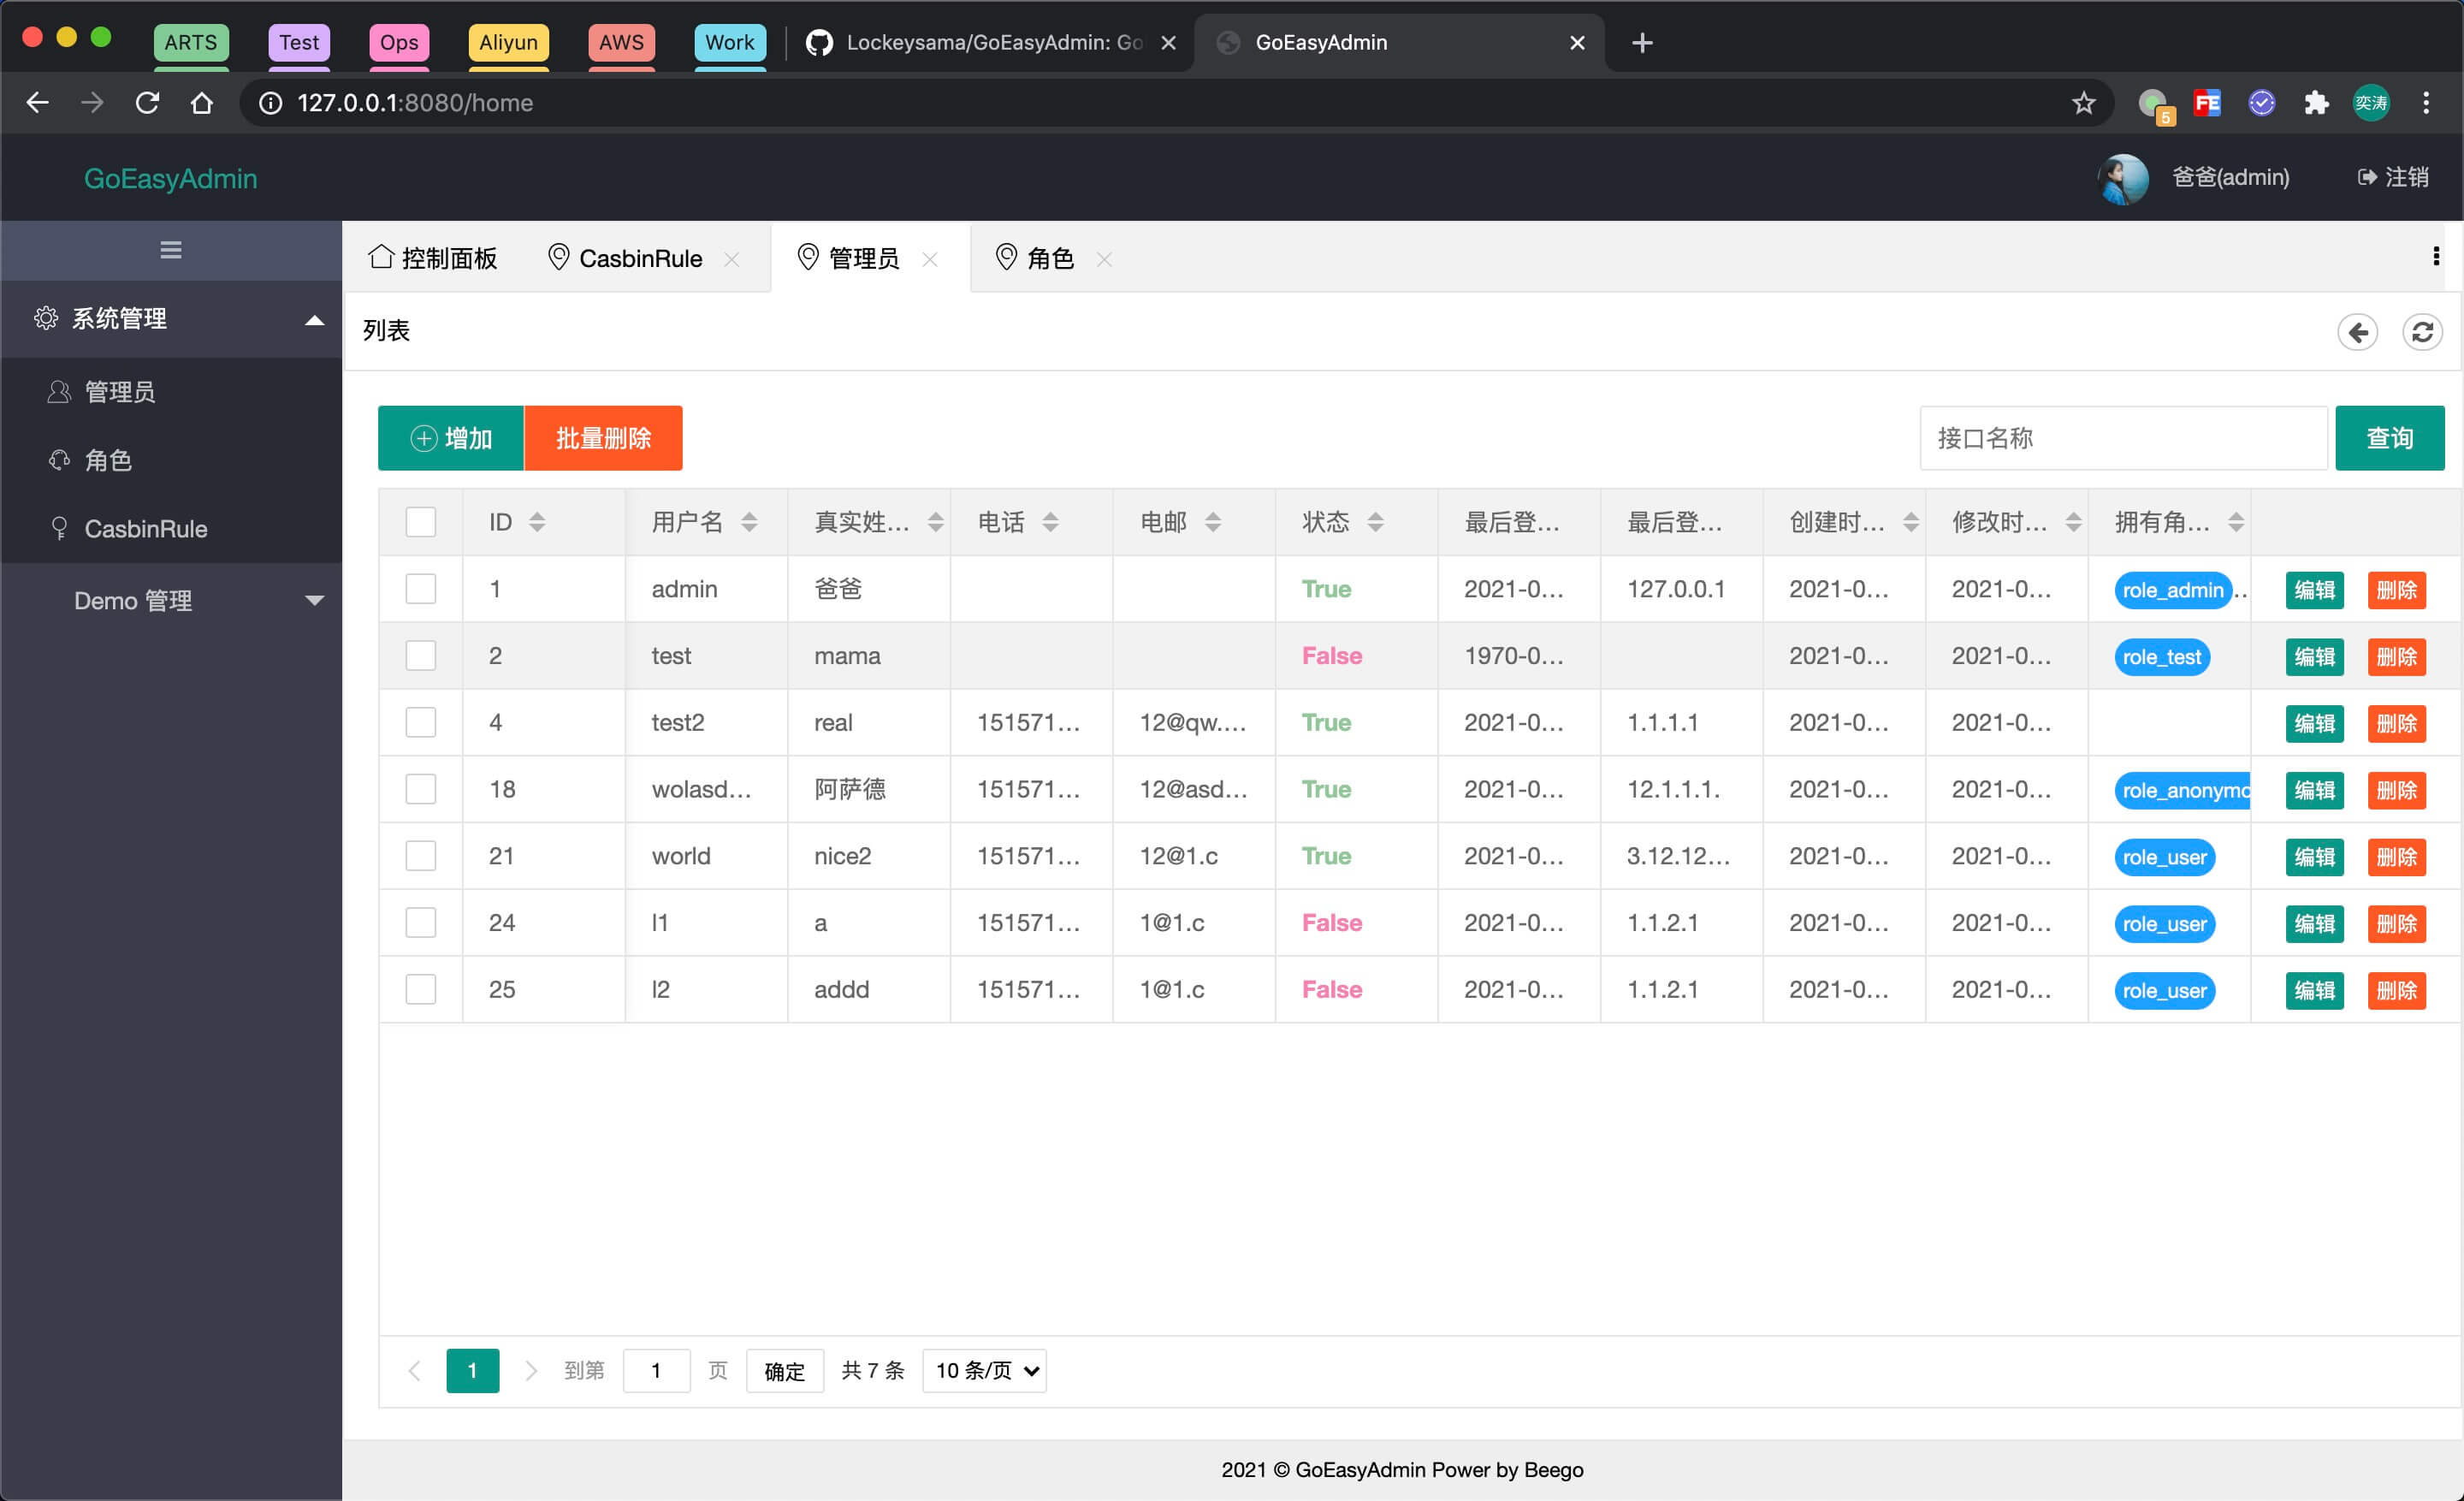 ARTS Test Ops Aliyun AWS Work Lockeysama/GoEasyAdmin: Go GoEasyAdmin
127.0.0.1:8080/home 5 FE 奕涛
GoEasyAdmin 爸爸(admin) 注销
控制面板 CasbinRule 管理员 角色
系统管理
管理员
角色
CasbinRule
Demo 管理
列表
增加 批量删除 接口名称 查询
ID 用户名 真实姓... 电话 电邮 状态 最后登... 最后登... 创建时... 修改时... 拥有角...
1 admin 爸爸 True 2021-0... 127.0.0.1 2021-0... 2021-0... role_admin .. 编辑 删除
2 test mama False 1970-0... 2021-0... 2021-0... role_test 编辑 删除
4 test2 real 151571... 12@qw.... True 2021-0... 1.1.1.1 2021-0... 2021-0... 编辑 删除
18 wolasd... 阿萨德 151571... 12@asd... True 2021-0... 12.1.1.1. 2021-0... 2021-0... role_anonymo 编辑 删除
21 world nice2 151571... 12@1.c True 2021-0... 3.12.12... 2021-0... 2021-0... role_user 编辑 删除
24 l1 a 151571... 1@1.c False 2021-0... 1.1.2.1 2021-0... 2021-0... role_user 编辑 删除
25 l2 addd 151571... 1@1.c False 2021-0... 1.1.2.1 2021-0... 2021-0... role_user 编辑 删除
1 到第 1 页 确定 共 7 条 10 条/页
2021 © GoEasyAdmin Power by Beego